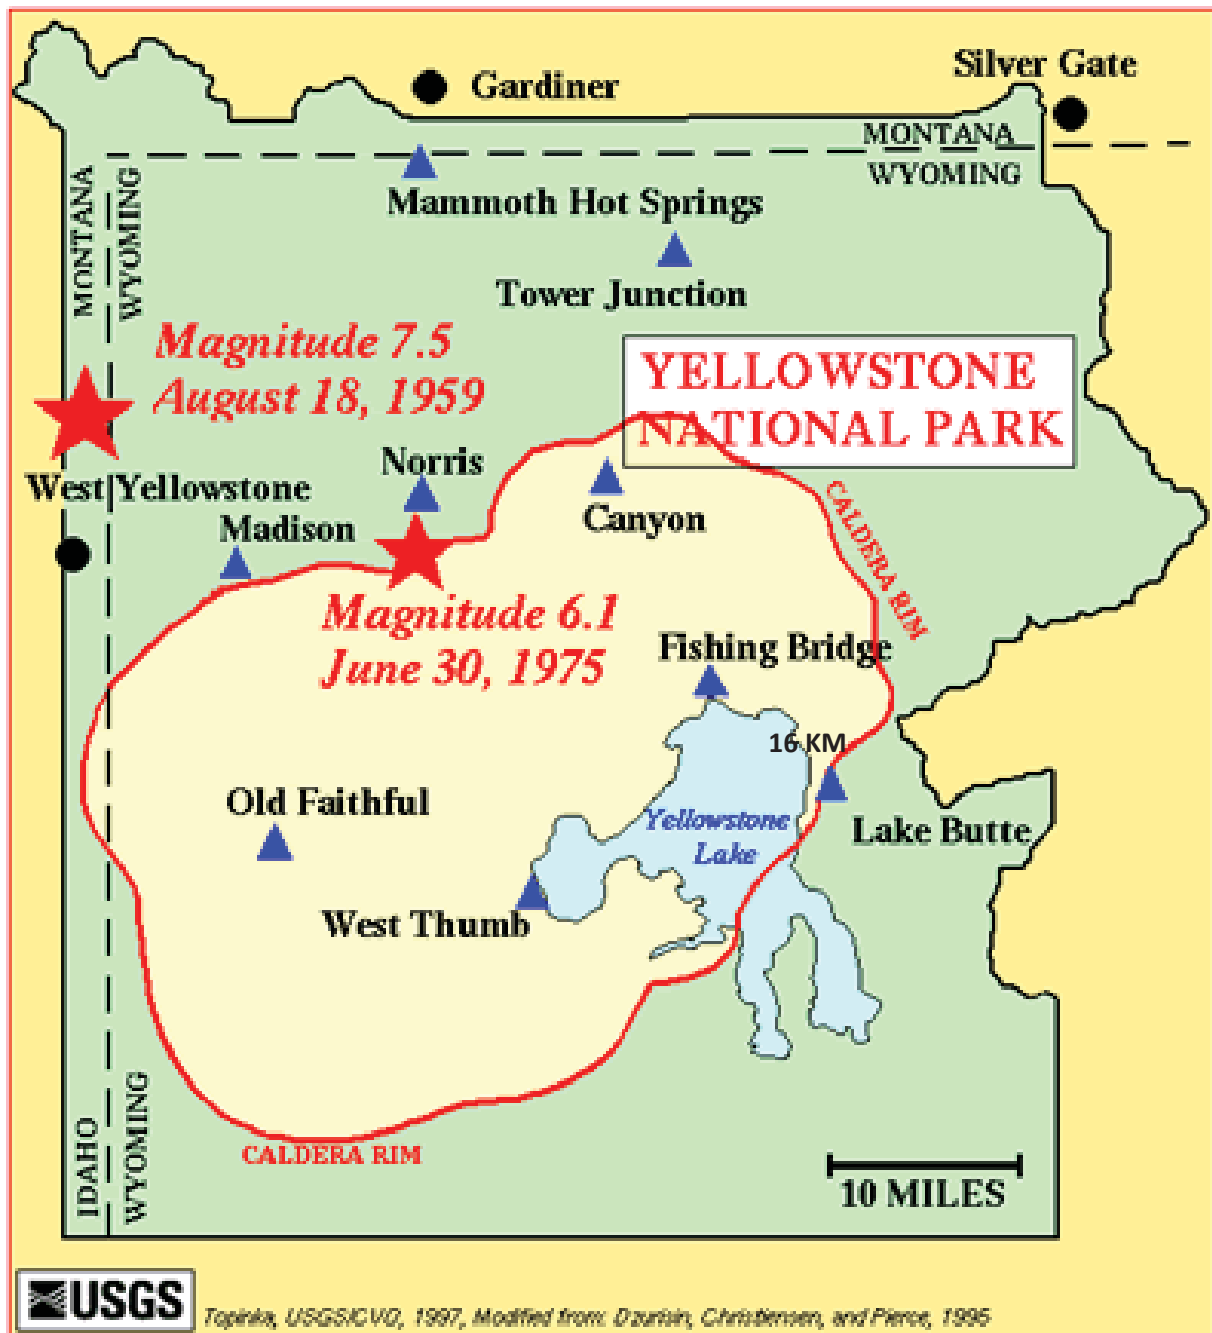 Silver Gate
Gardiner
MONTANA
WYOMING
MONTANA
WYOMING
Mammoth Hot Springs
Tower Junction
Magnitude 7.5
August 18, 1959
YELLOWSTONE
NATIONAL PARK
Norris
West Yellowstone
Canyon
CALDERA RIM
Madison
Magnitude 6.1
June 30, 1975
Fishing Bridge
16 KM
Old Faithful
Yellowstone
Lake
Lake Butte
West Thumb
IDAHO
WYOMING
CALDERA RIM
10 MILES
USGS
Topinka, USGS/CVO, 1997, Modified from: Dzurisin, Christiansen, and Pierce, 1995